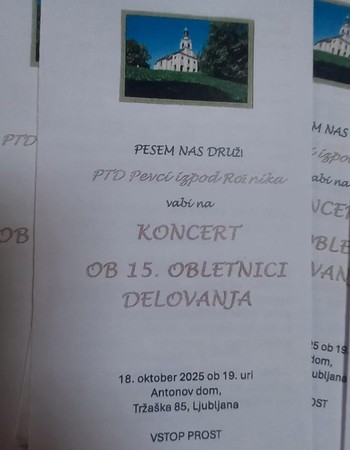 PESEM NAS DRUŽI
PTD Pevci izpod Rožnika
vabi na
KONCERT
OB 15. OBLETNICI
DELOVANJA
18. oktober 2025 ob 19. uri
Antonov dom,
Tržaška 85, Ljubljana
VSTOP PROST